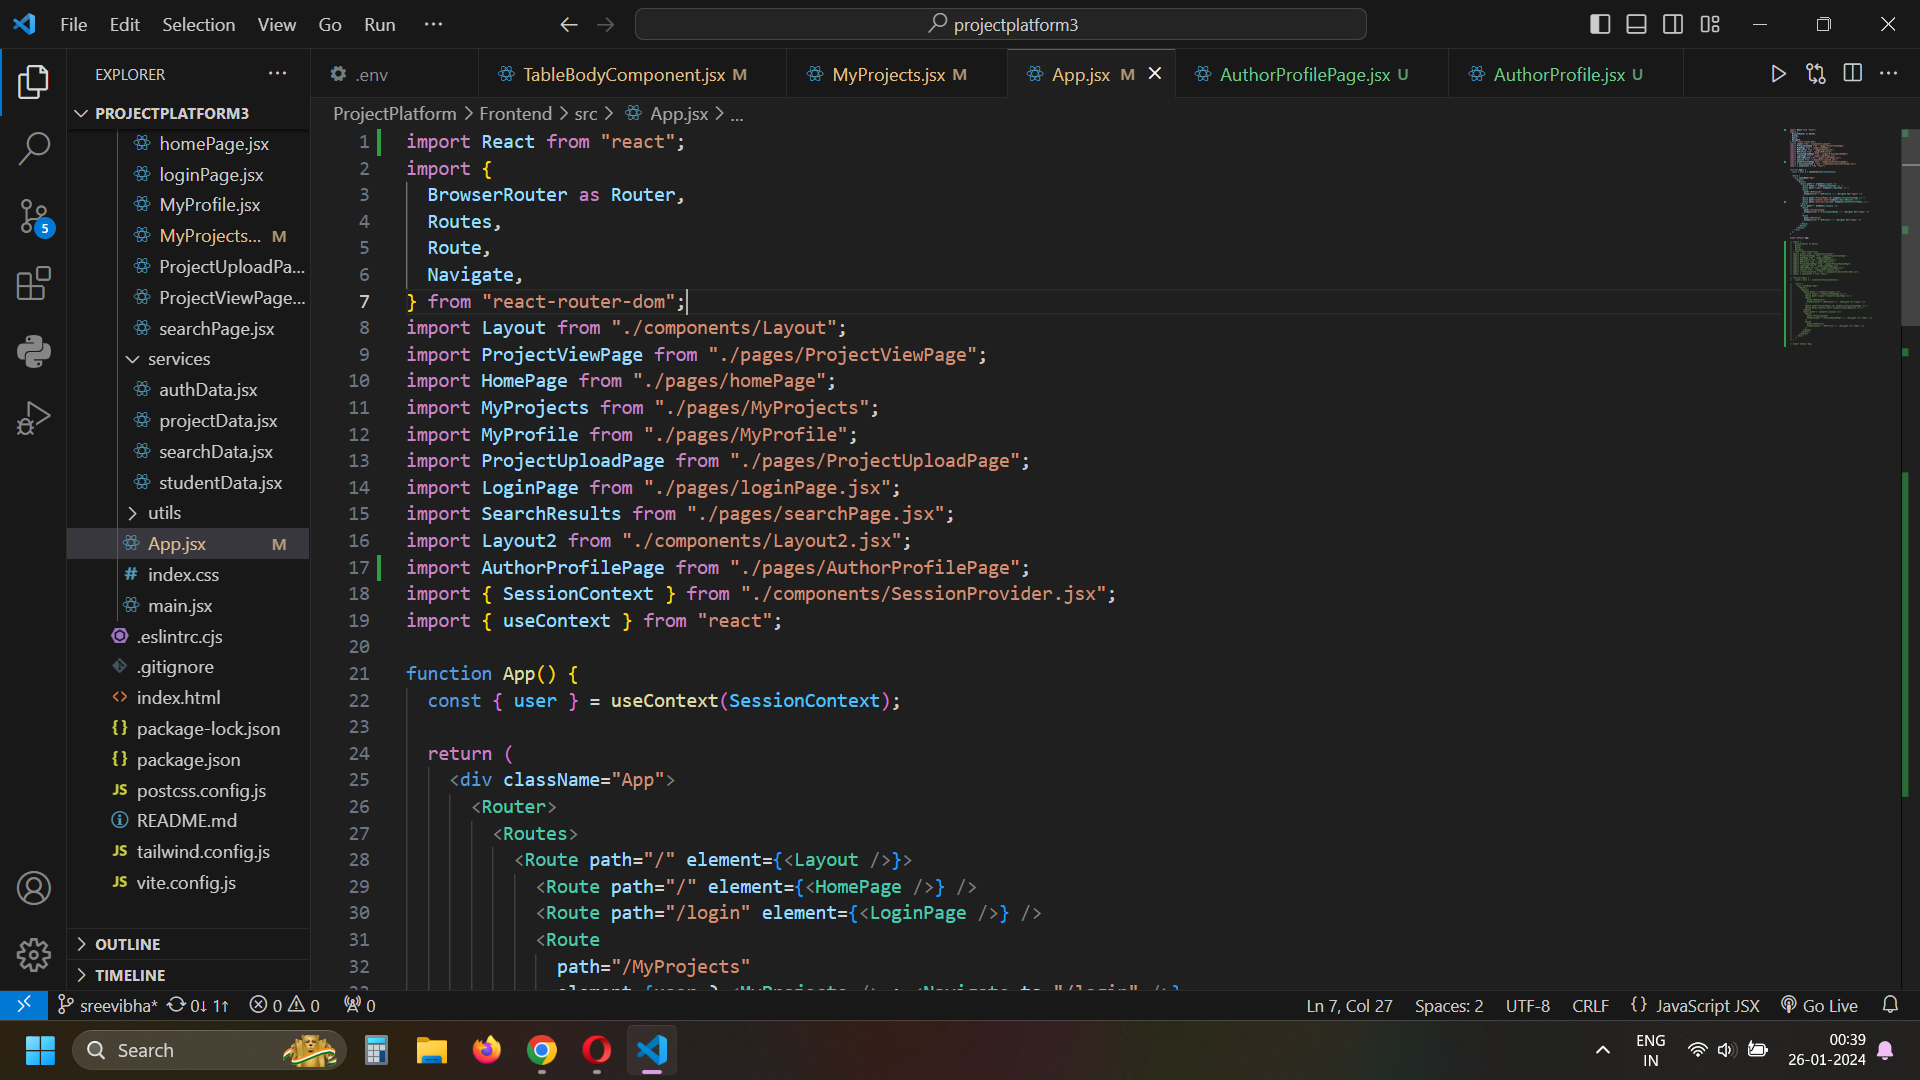 File Edit Selection View Go Run ···
projectplatform3
EXPLORER ···
.env
TableBodyComponent.jsx M
MyProjects.jsx M
App.jsx M
AuthorProfilePage.jsx U
AuthorProfile.jsx U
PROJECTPLATFORM3
homePage.jsx
loginPage.jsx
MyProfile.jsx
MyProjects... M
ProjectUploadPa...
ProjectViewPage...
searchPage.jsx
services
authData.jsx
projectData.jsx
searchData.jsx
studentData.jsx
utils
App.jsx M
index.css
main.jsx
.eslintrc.cjs
.gitignore
index.html
package-lock.json
package.json
postcss.config.js
README.md
tailwind.config.js
vite.config.js
OUTLINE
TIMELINE
5
ProjectPlatform > Frontend > src > App.jsx > ...
1 import React from "react";
2 import {
3 BrowserRouter as Router,
4 Routes,
5 Route,
6 Navigate,
7 } from "react-router-dom";
8 import Layout from "./components/Layout";
9 import ProjectViewPage from "./pages/ProjectViewPage";
10 import HomePage from "./pages/homePage";
11 import MyProjects from "./pages/MyProjects";
12 import MyProfile from "./pages/MyProfile";
13 import ProjectUploadPage from "./pages/ProjectUploadPage";
14 import LoginPage from "./pages/loginPage.jsx";
15 import SearchResults from "./pages/searchPage.jsx";
16 import Layout2 from "./components/Layout2.jsx";
17 import AuthorProfilePage from "./pages/AuthorProfilePage";
18 import { SessionContext } from "./components/SessionProvider.jsx";
19 import { useContext } from "react";
20
21 function App() {
22 const { user } = useContext(SessionContext);
23
24 return (
25 <div className="App">
26 <Router>
27 <Routes>
28 <Route path="/" element={<Layout />}>
29 <Route path="/" element={<HomePage />} />
30 <Route path="/login" element={<LoginPage />} />
31 <Route
32 path="/MyProjects"
sreevibha* 0↓ 1↑ 0 0 0
Ln 7, Col 27 Spaces: 2 UTF-8 CRLF {} JavaScript JSX Go Live
Search
ENG
IN
00:39
26-01-2024